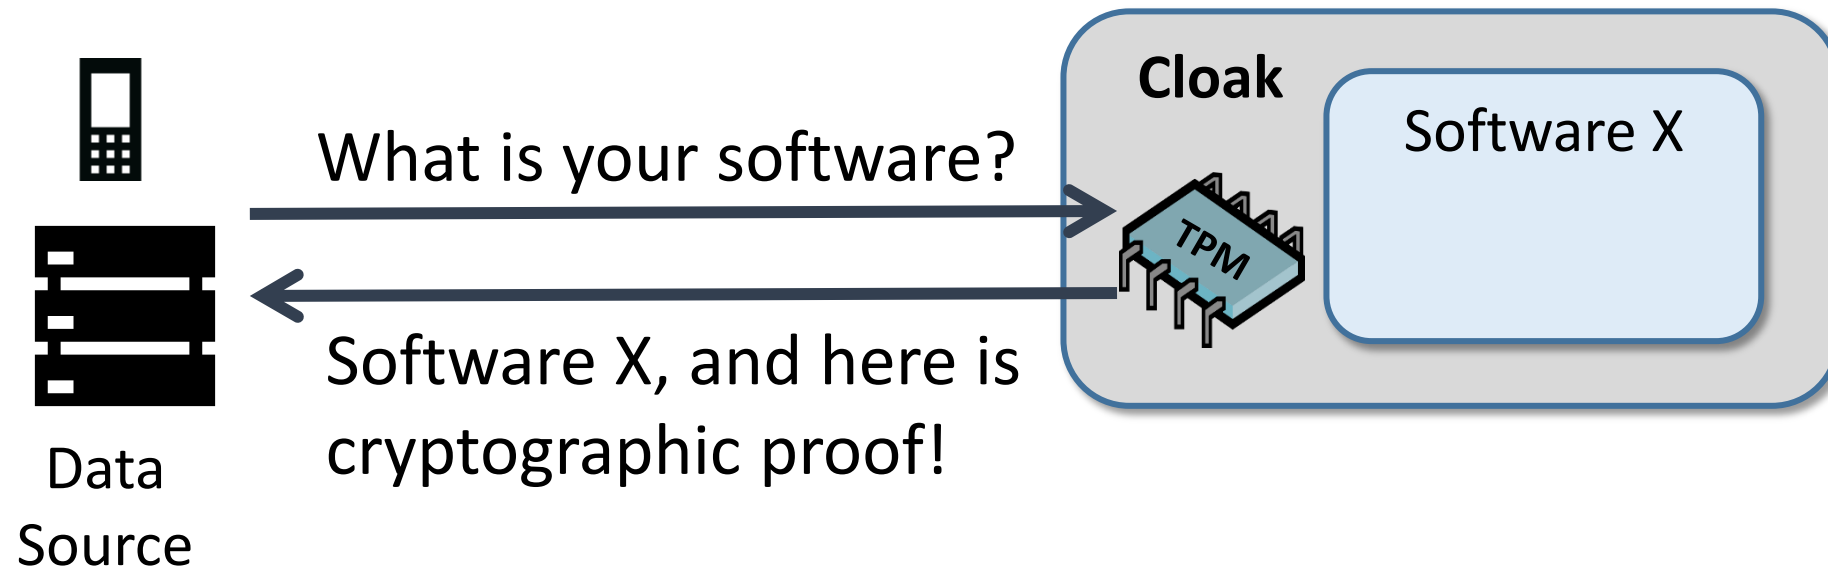 Cloak
Software X
What is your software?
TPM
Software X, and here is
cryptographic proof!
Data
Source